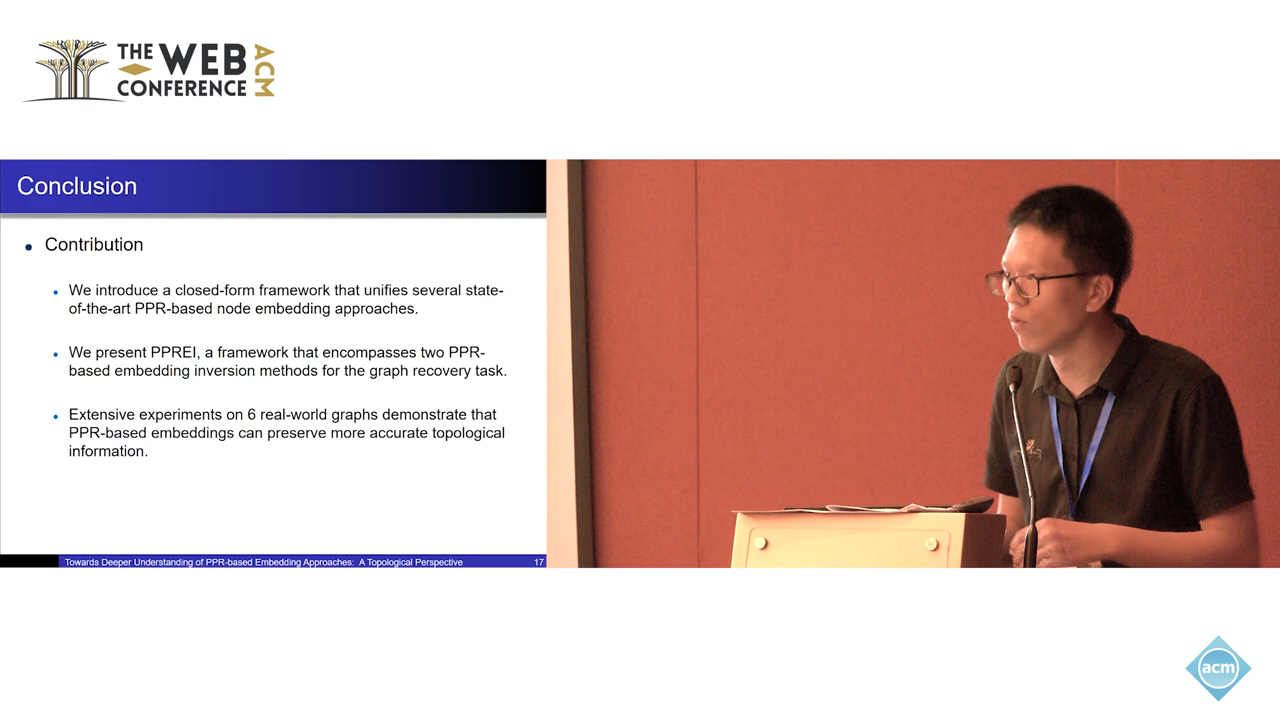 THE WEB
CONFERENCE
ACM
Conclusion
Contribution
We introduce a closed-form framework that unifies several state-
of-the-art PPR-based node embedding approaches.
We present PPREI, a framework that encompasses two PPR-
based embedding inversion methods for the graph recovery task.
Extensive experiments on 6 real-world graphs demonstrate that
PPR-based embeddings can preserve more accurate topological
information.
Towards Deeper Understanding of PPR-based Embedding Approaches: A Topological Perspective 17
acm